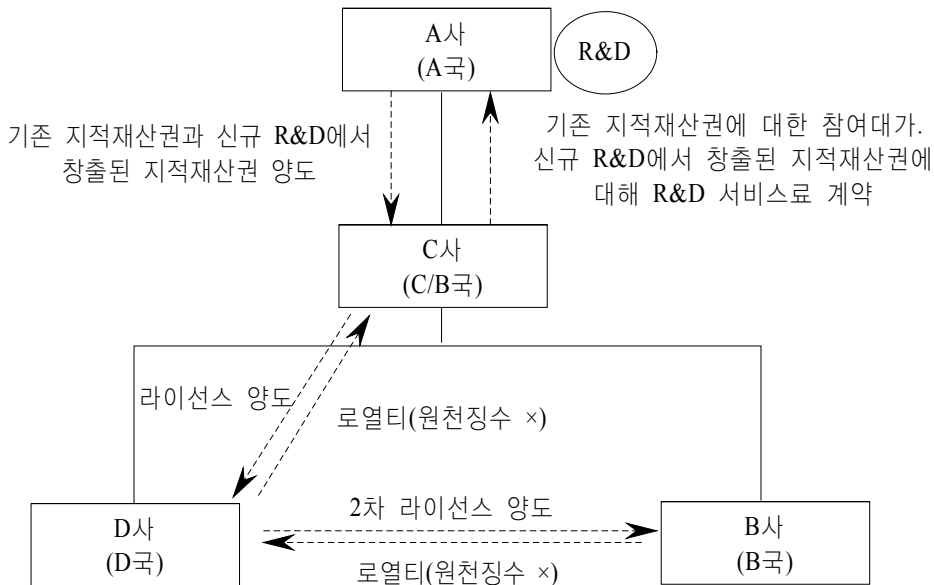 A사
(A국)
R&D
기존 지적재산권과 신규 R&D에서
창출된 지적재산권 양도
기존 지적재산권에 대한 참여대가.
신규 R&D에서 창출된 지적재산권에
대해 R&D 서비스료 계약
C사
(C/B국)
라이선스 양도
로열티(원천징수 ×)
2차 라이선스 양도
D사
(D국)
B사
(B국)
로열티(원천징수 ×)